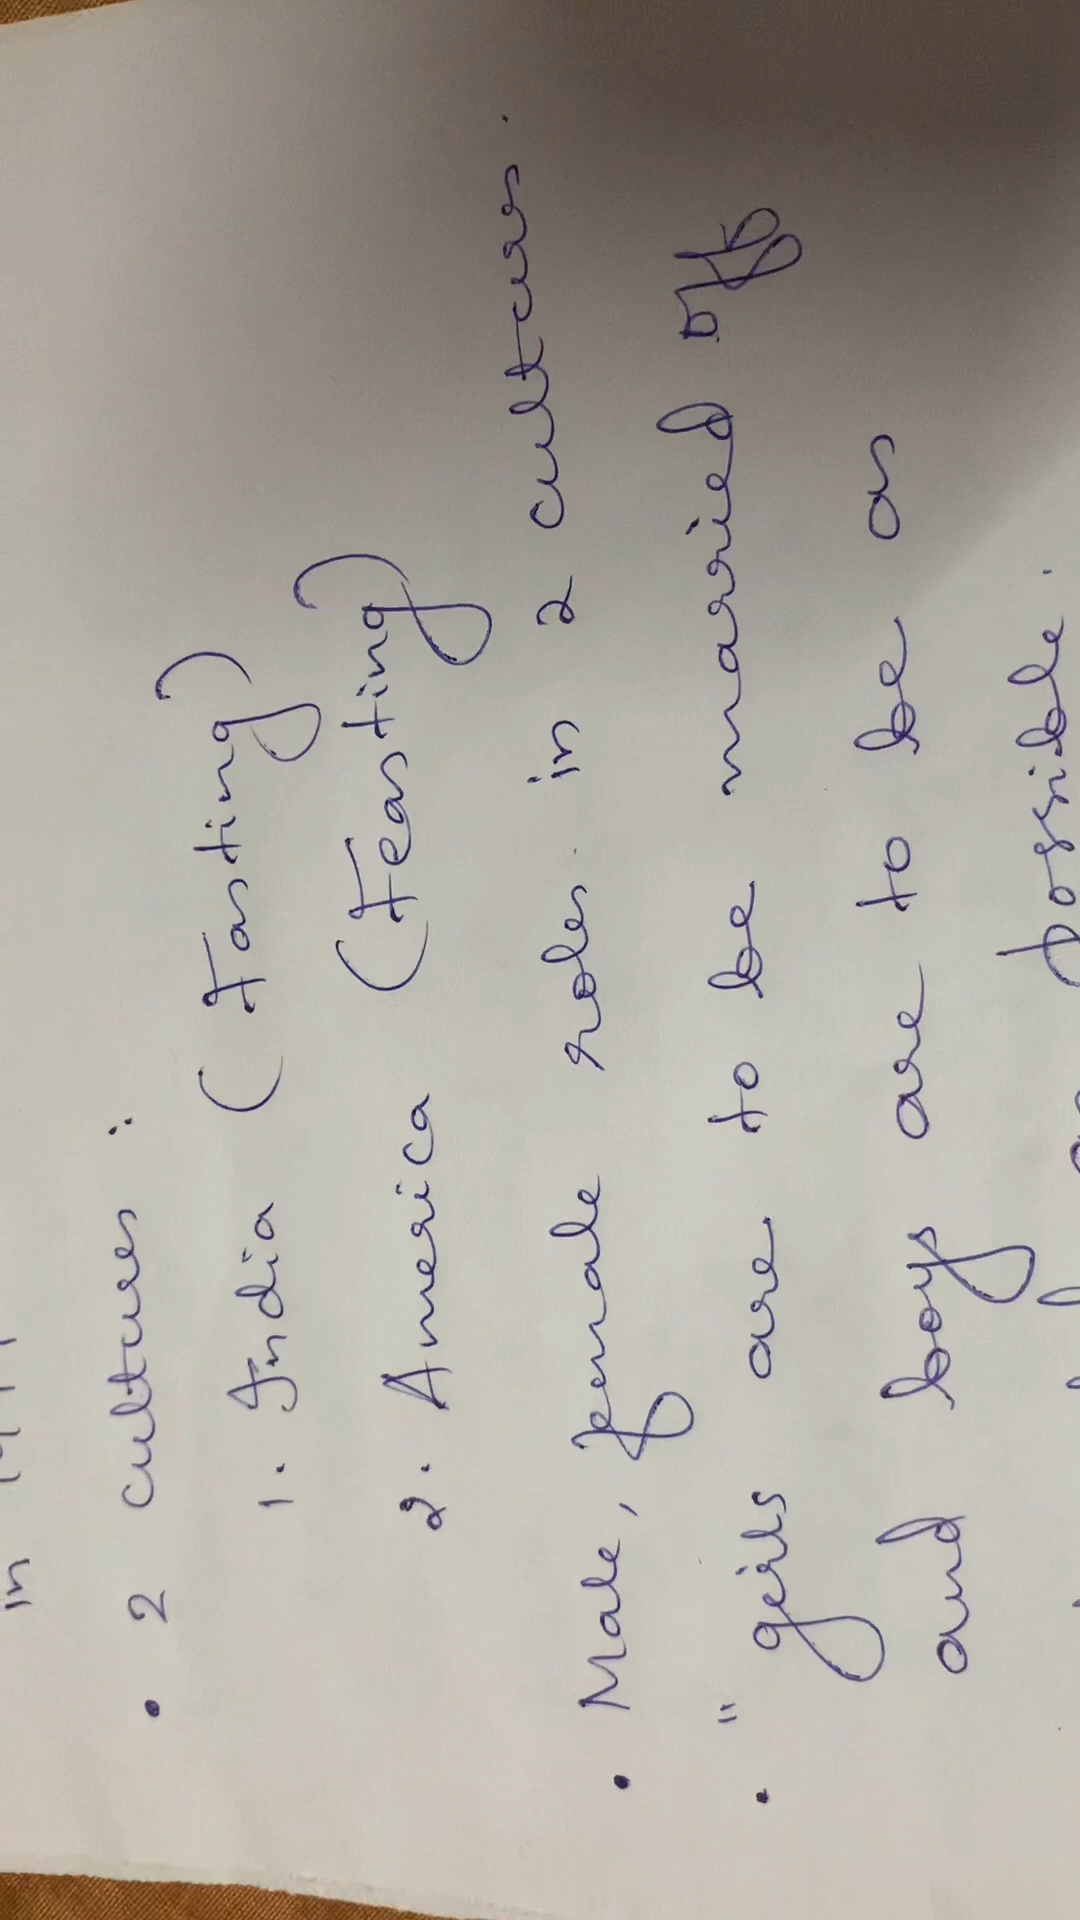 in
• 2 cultures :
1. India (Fasting)
2. America (Feasting)
• Male, female roles in 2 cultures.
• " girls are to be married off
and boys are to be as
possible.